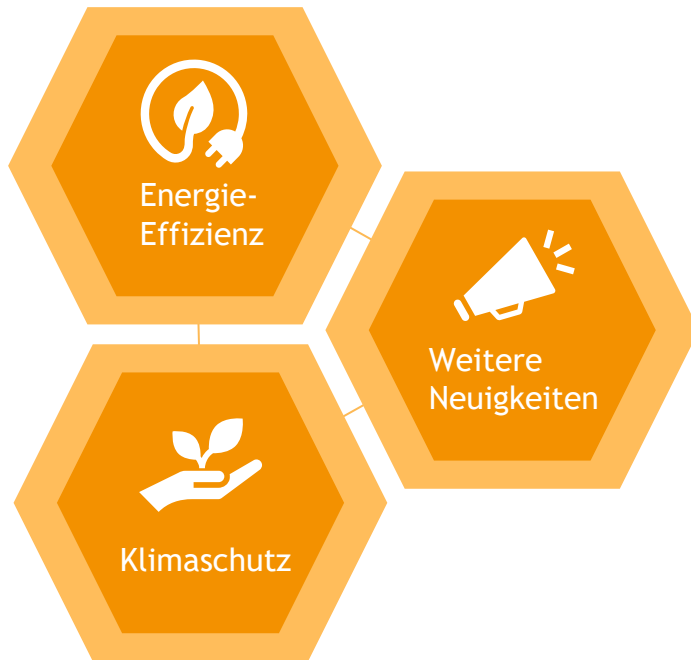 Energie-
Effizienz
Weitere
Neuigkeiten
Klimaschutz